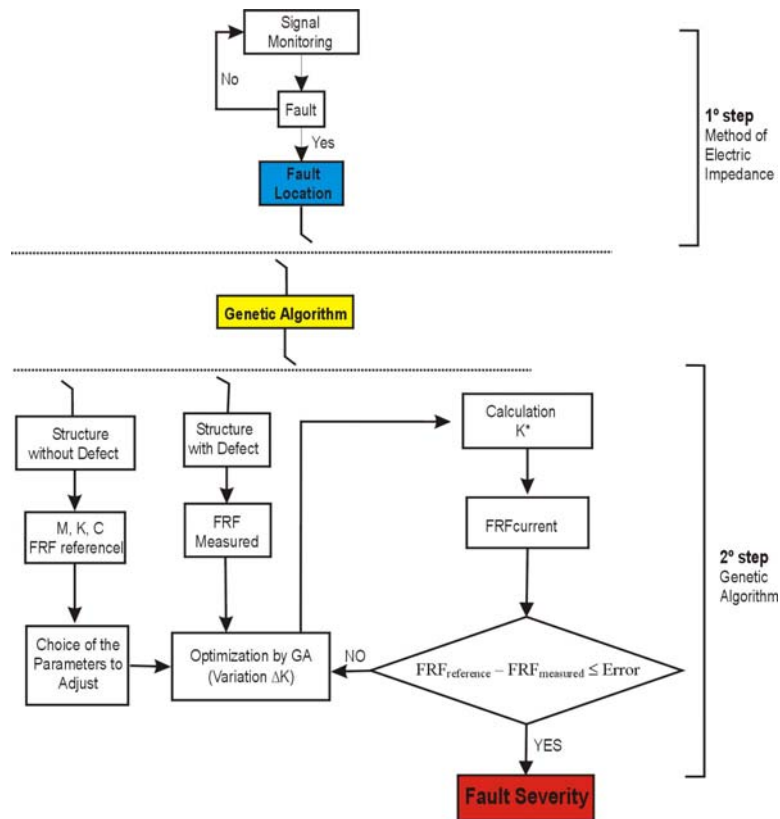 Signal
Monitoring
No
Fault
Yes
Fault
Location
1º step
Method of
Electric
Impedance
Genetic Algorithm
Structure
without Defect
Structure
with Defect
Calculation
K*
M, K, C
FRF referencel
FRF
Measured
FRFcurrent
2º step
Genetic
Algorithm
Choice of the
Parameters to
Adjust
Optimization by GA
(Variation ΔK)
NO
FRFreference – FRFmeasured ≤ Error
YES
Fault Severity